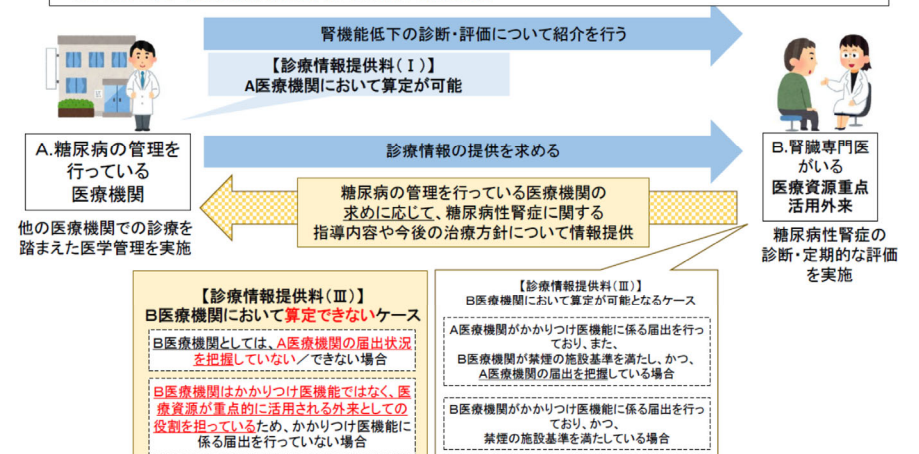 腎機能低下の診断・評価について紹介を行う
【診療情報提供料(Ⅰ)】
A医療機関において算定が可能
A.糖尿病の管理を
行っている
医療機関
診療情報の提供を求める
B.腎臓専門医
がいる
医療資源重点
活用外来
糖尿病の管理を行っている医療機関の
求めに応じて、糖尿病性腎症に関する
指導内容や今後の治療方針について情報提供
他の医療機関での診療を
踏まえた医学管理を実施
糖尿病性腎症の
診断・定期的な評価
を実施
【診療情報提供料(Ⅲ)】
B医療機関において算定できないケース
B医療機関としては、A医療機関の届出状況
を把握していない/できない場合
B医療機関はかかりつけ医機能ではなく、医
療資源が重点的に活用される外来としての
役割を担っているため、かかりつけ医機能に
係る届出を行っていない場合
【診療情報提供料(Ⅲ)】
B医療機関において算定が可能となるケース
A医療機関がかかりつけ医機能に係る届出を行っ
ており、また、
B医療機関が禁煙の施設基準を満たし、かつ、
A医療機関の届出を把握している場合
B医療機関がかかりつけ医機能に係る届出を行っ
ており、かつ、
禁煙の施設基準を満たしている場合